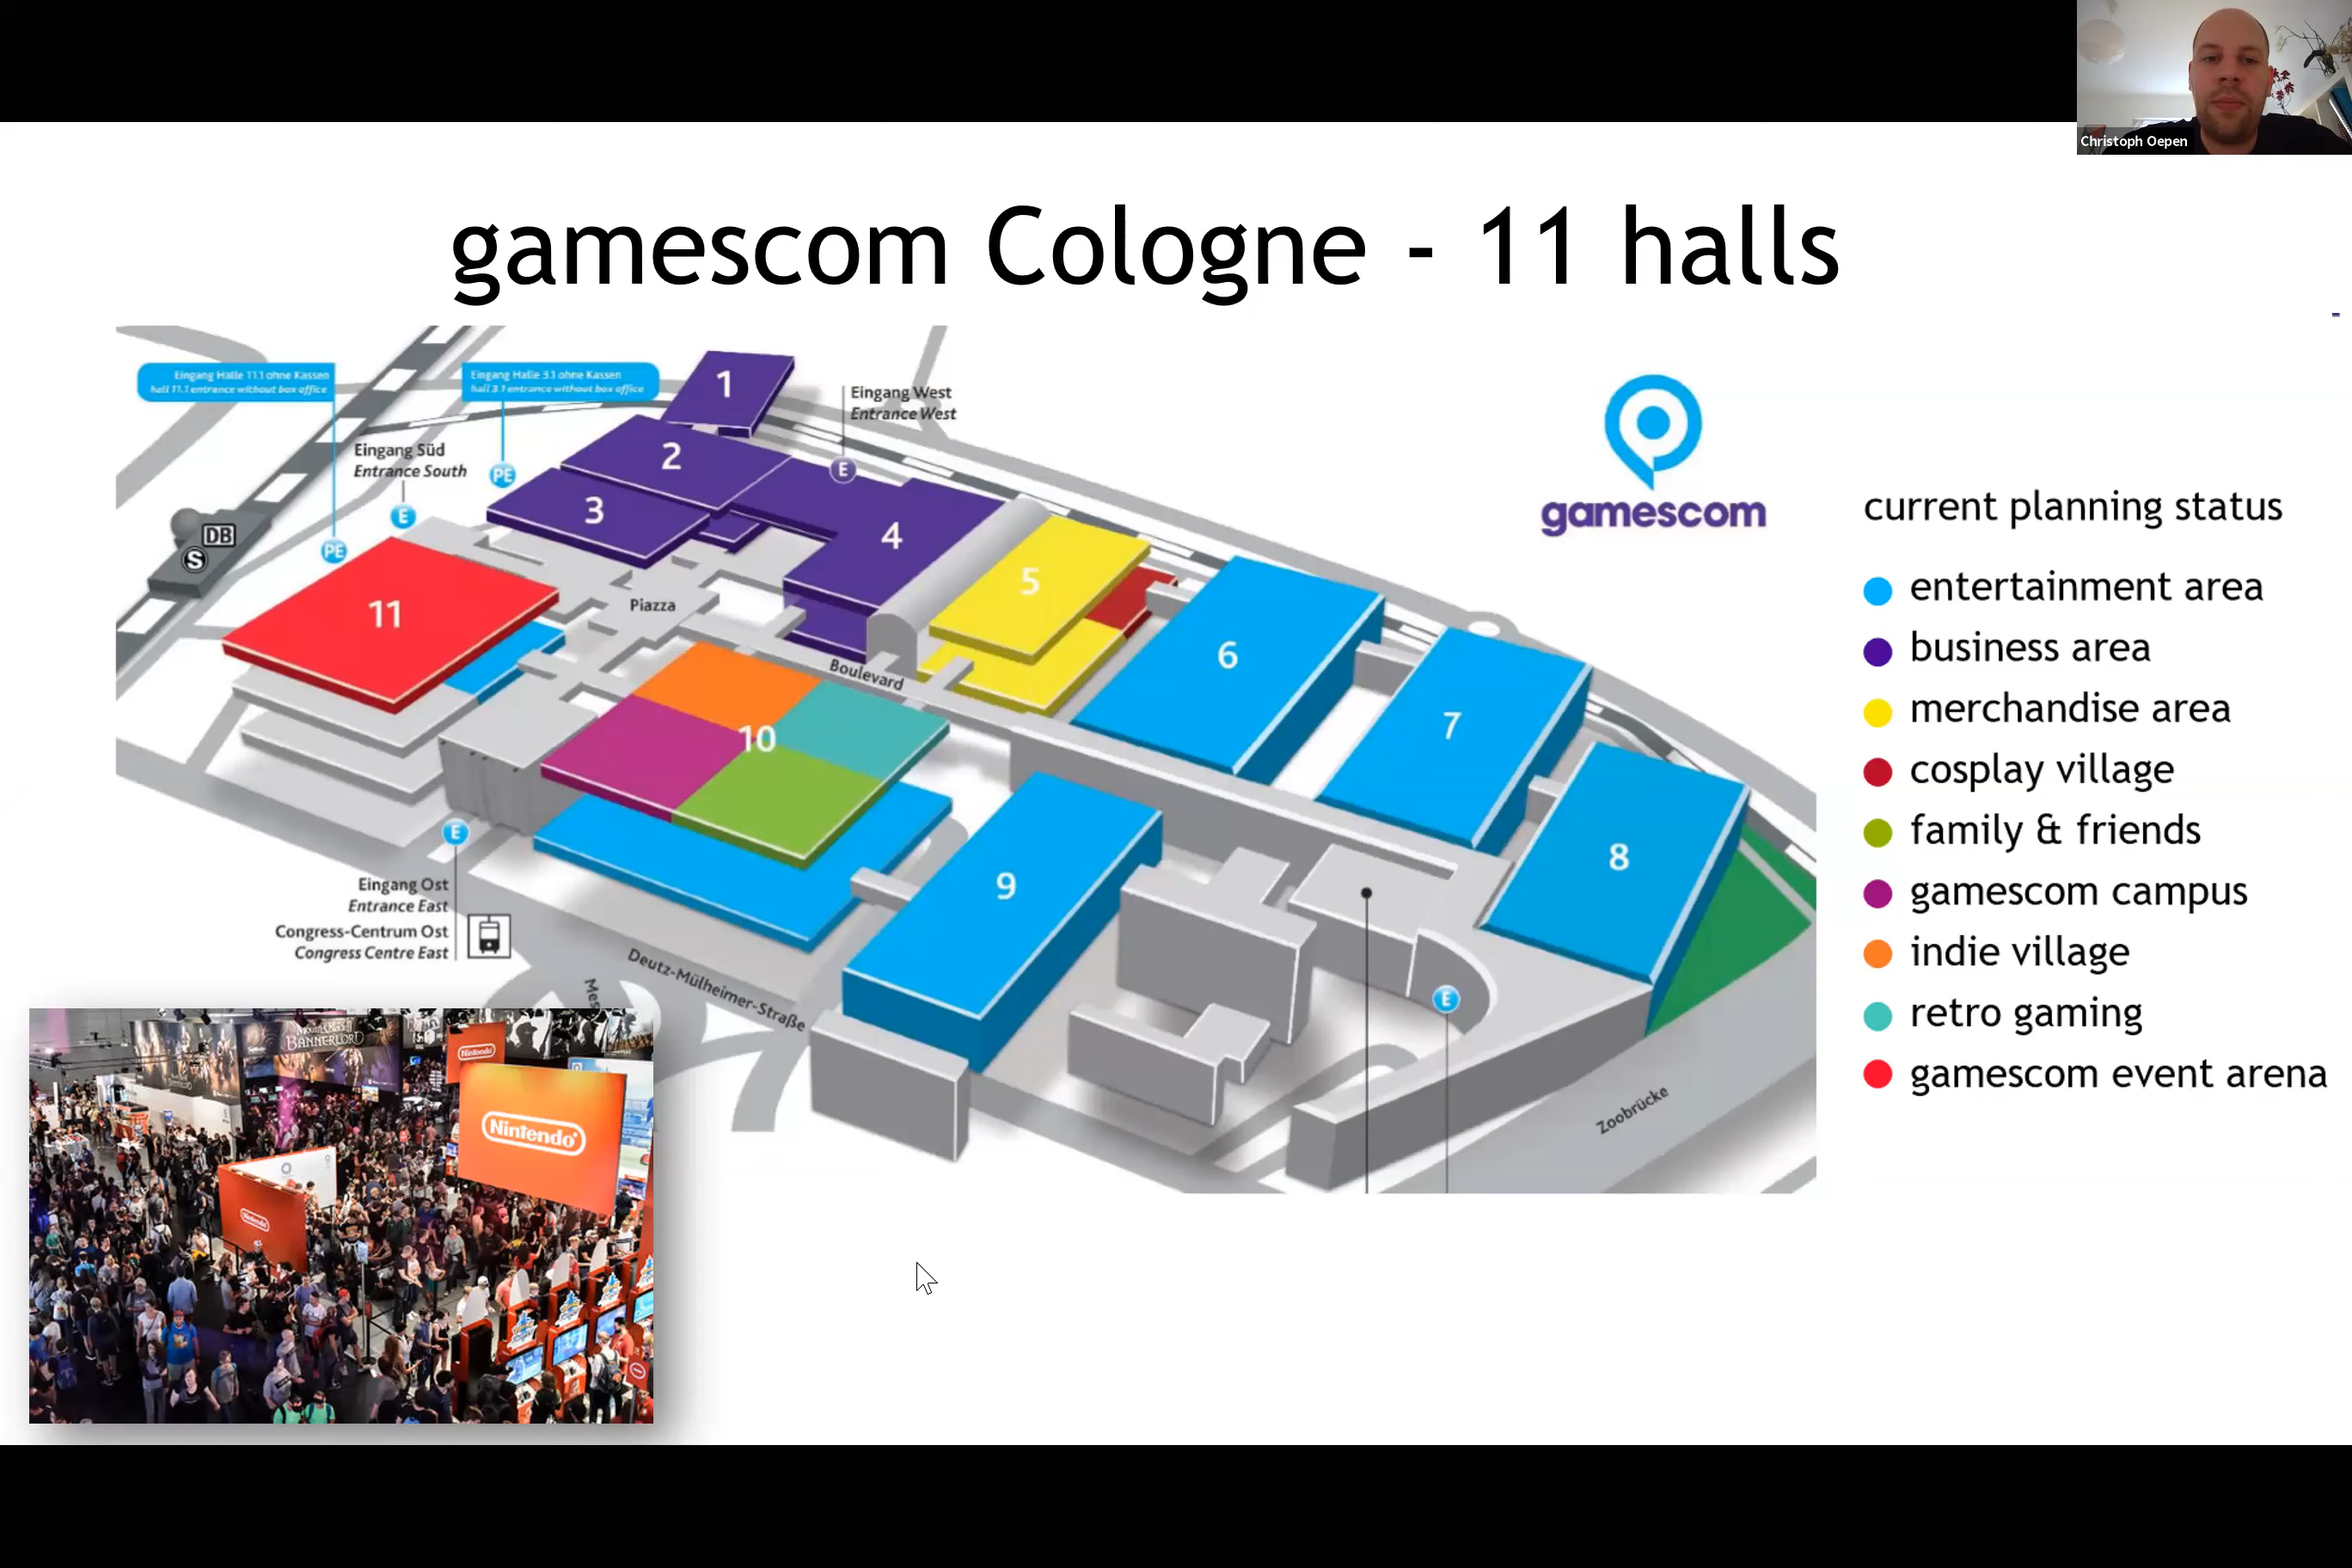 Christoph Oepen
gamescom Cologne - 11 halls
Eingang Halle 11.1 ohne Kassen
hall 11.1 entrance without box office
Eingang Halle 3.1 ohne Kassen
hall 3.1 entrance without box office
Eingang West
Entrance West
Eingang Süd
Entrance South
E
PE
E
PE
DB
S
1
2
3
4
5
6
7
8
9
10
11
Piazza
Boulevard
E
Eingang Ost
Entrance East
Congress-Centrum Ost
Congress Centre East
Deutz-Mülheimer-Straße
Mes
E
Zoobrücke
gamescom
current planning status
entertainment area
business area
merchandise area
cosplay village
family & friends
gamescom campus
indie village
retro gaming
gamescom event arena
BANNERLORD
Nintendo
Nintendo
Nintendo